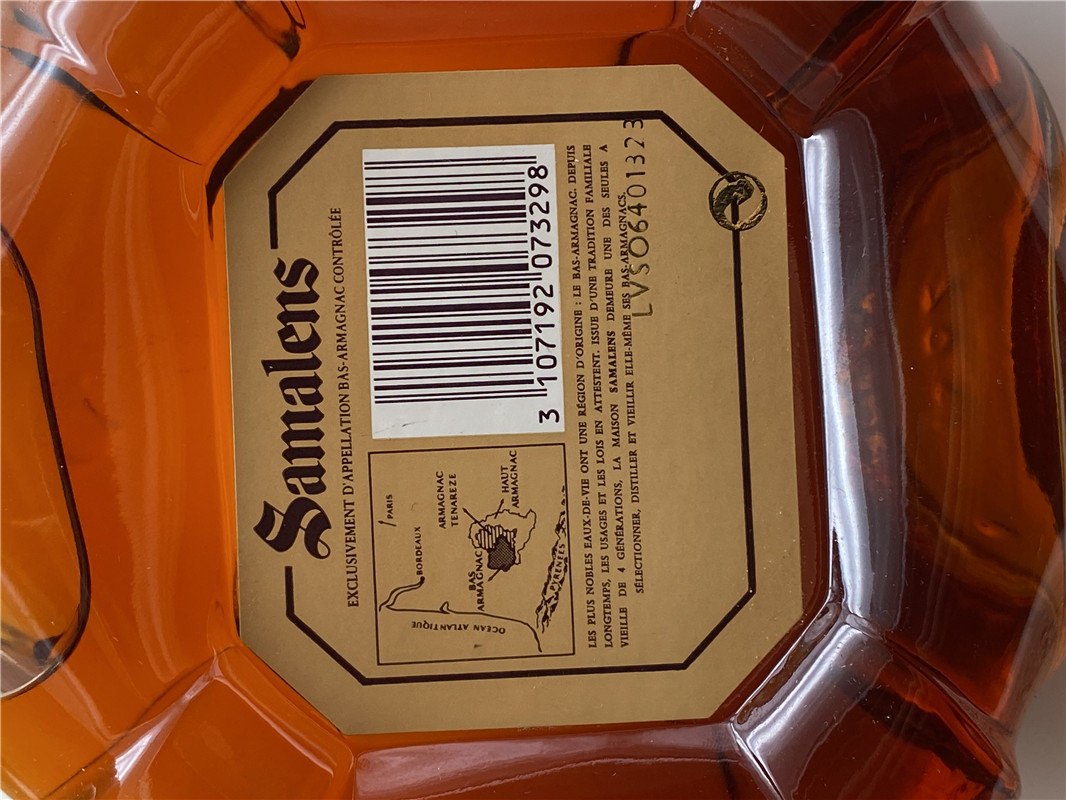 Samalens
EXCLUSIVEMENT D'APPELLATION BAS-ARMAGNAC CONTRÔLÉE
PARIS
BORDEAUX
ARMAGNAC
TENAREZE
HAUT
ARMAGNAC
BAS
ARMAGNAC
OCEAN ATLANTIQUE
PYRENEES
3 107192 073298
LES PLUS NOBLES EAUX-DE-VIE ONT UNE RÉGION D'ORIGINE : LE BAS-ARMAGNAC. DEPUIS
LONGTEMPS, LES USAGES ET LES LOIS EN ATTESTENT. ISSUE D'UNE TRADITION FAMILIALE
VIEILLE DE 4 GÉNÉRATIONS, LA MAISON SAMALENS DEMEURE UNE DES SEULES A
SÉLECTIONNER, DISTILLER ET VIEILLIR ELLE-MÊME SES BAS-ARMAGNACS.
LVSO6401323